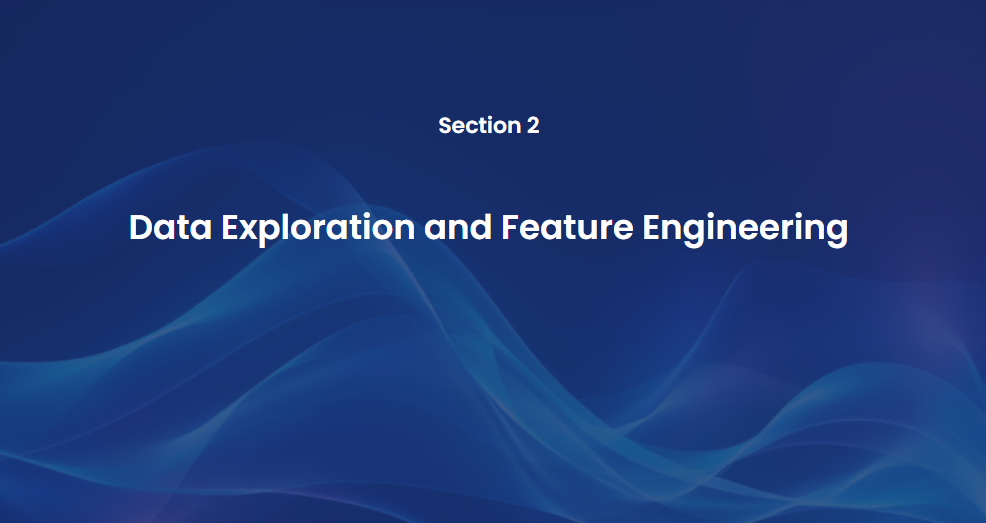 Section 2
Data Exploration and Feature Engineering